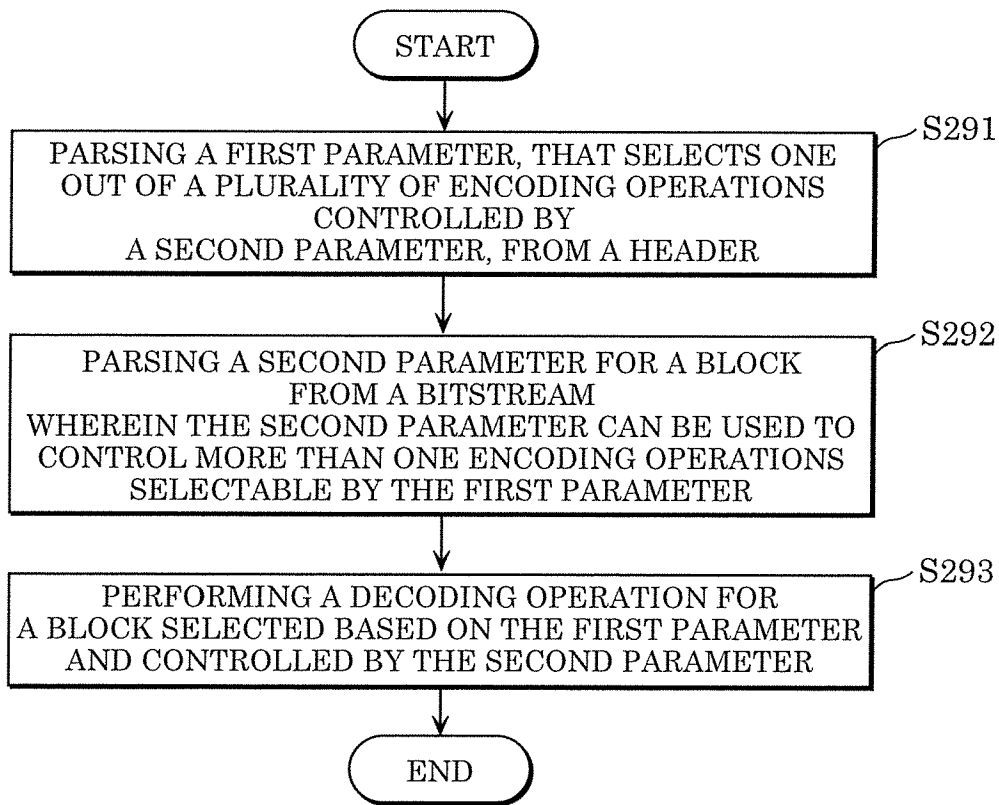 START
S291
PARSING A FIRST PARAMETER, THAT SELECTS ONE
OUT OF A PLURALITY OF ENCODING OPERATIONS
CONTROLLED BY
A SECOND PARAMETER, FROM A HEADER
S292
PARSING A SECOND PARAMETER FOR A BLOCK
FROM A BITSTREAM
WHEREIN THE SECOND PARAMETER CAN BE USED TO
CONTROL MORE THAN ONE ENCODING OPERATIONS
SELECTABLE BY THE FIRST PARAMETER
S293
PERFORMING A DECODING OPERATION FOR
A BLOCK SELECTED BASED ON THE FIRST PARAMETER
AND CONTROLLED BY THE SECOND PARAMETER
END